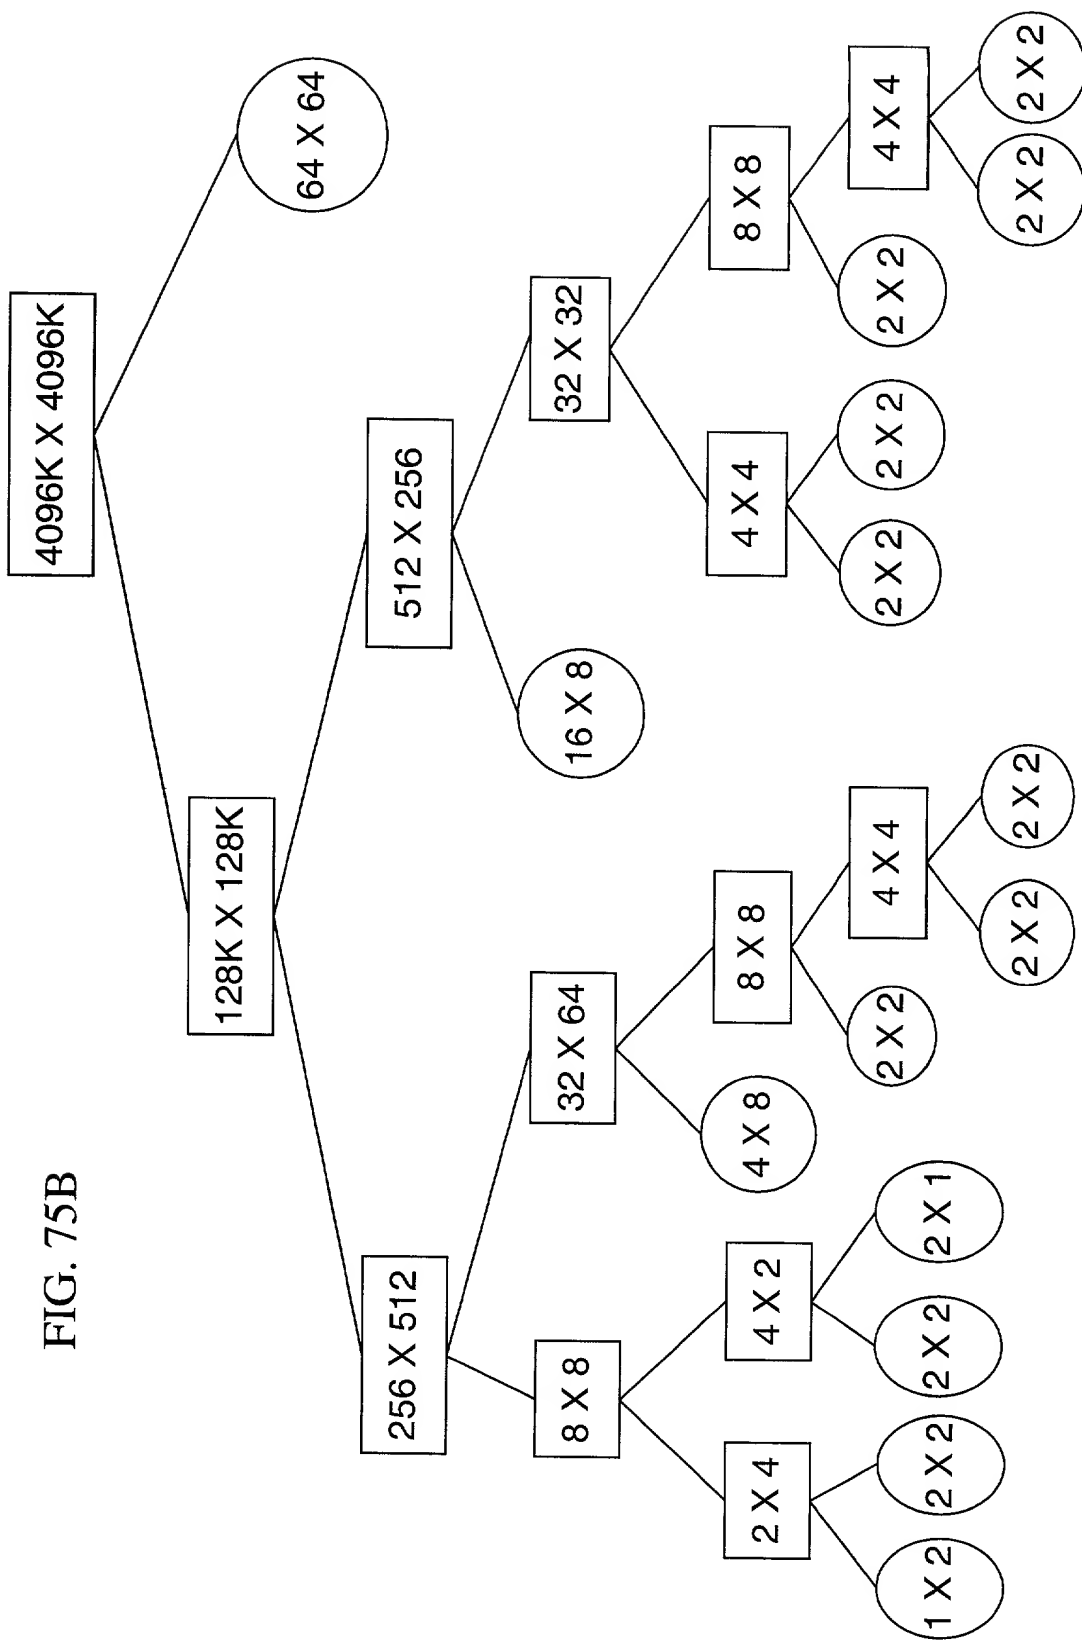 FIG. 75B
4096K X 4096K
128K X 128K
64 X 64
256 X 512
512 X 256
8 X 8
32 X 64
16 X 8
32 X 32
2 X 4
4 X 2
4 X 8
8 X 8
4 X 4
8 X 8
1 X 2
2 X 2
2 X 2
2 X 1
2 X 2
4 X 4
2 X 2
2 X 2
2 X 2
4 X 4
2 X 2
2 X 2
2 X 2
2 X 2